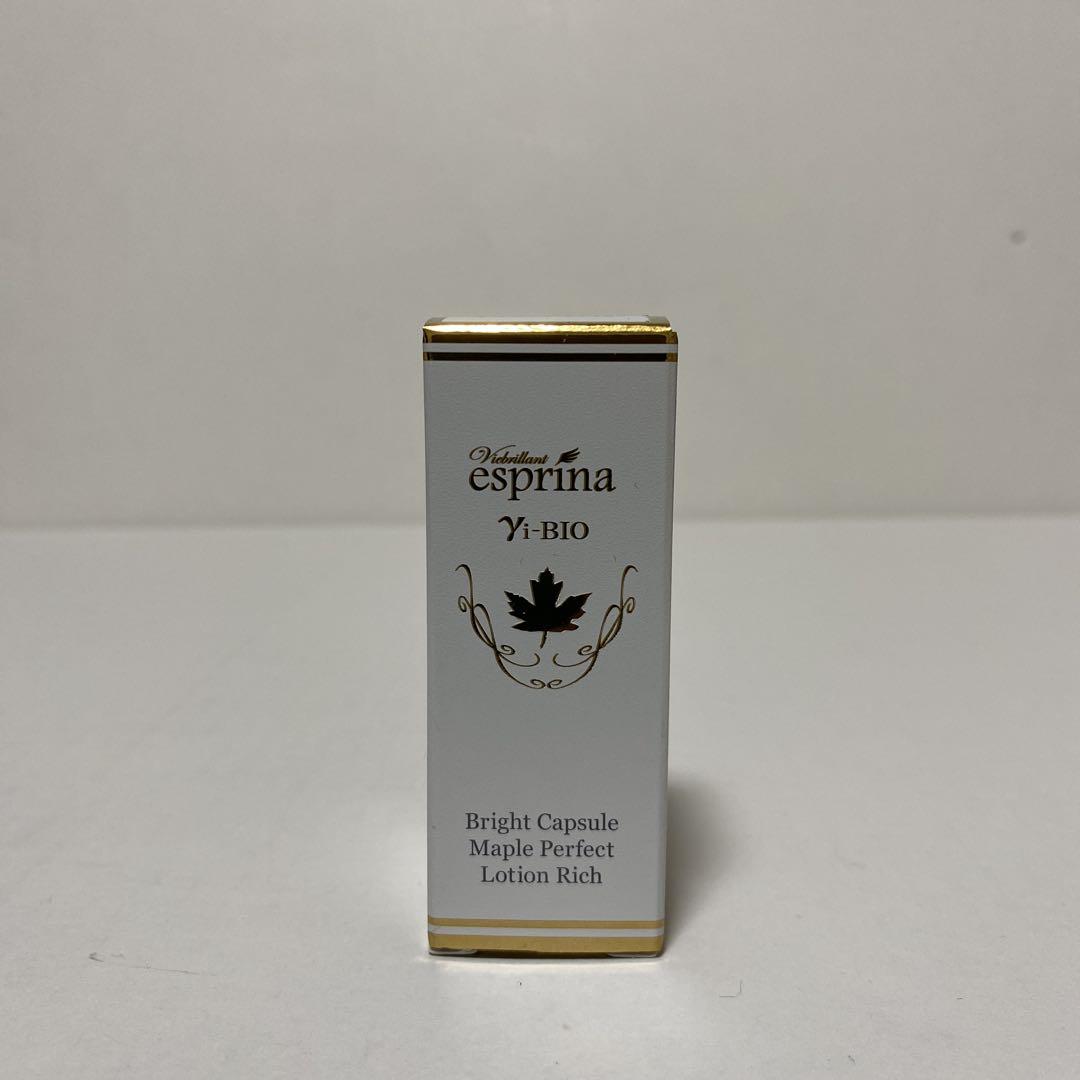 Viebrillant
esprina
γi-BIO
Bright Capsule
Maple Perfect
Lotion Rich